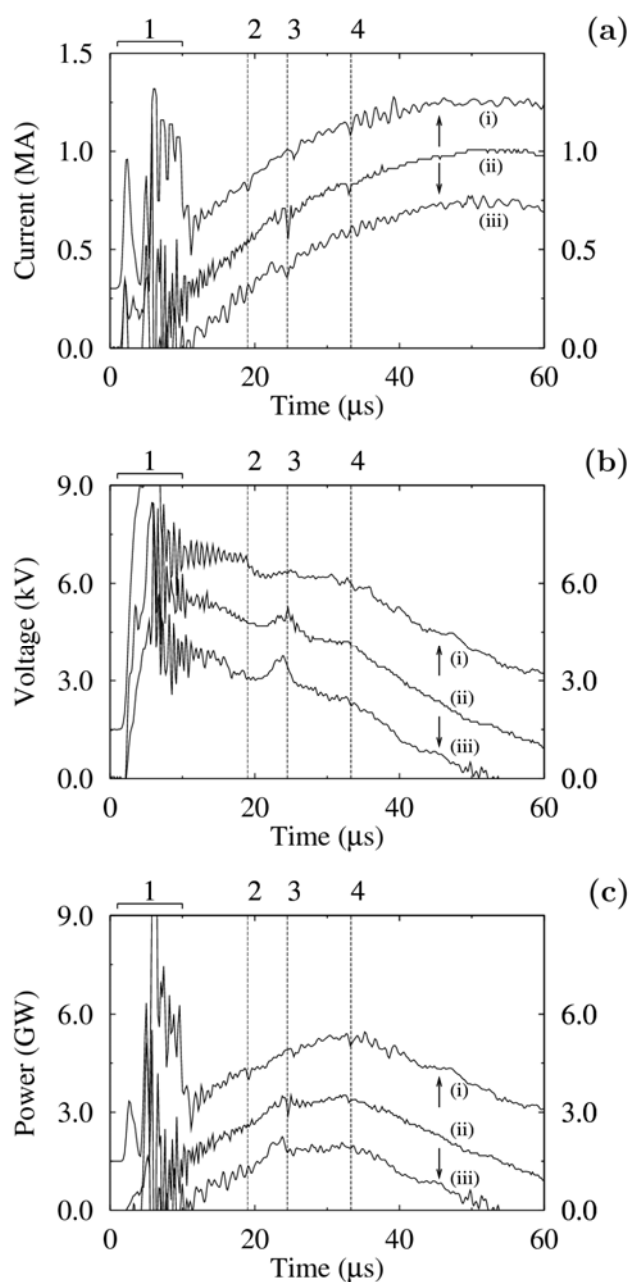 1 2 3 4 (a)
1.5
1.0 1.0
0.5 0.5
0.0 0.0
Current (MA)
(i)
(ii)
(iii)
0 20 40 60
Time (μs)
1 2 3 4 (b)
9.0
6.0 6.0
3.0 3.0
0.0 0.0
Voltage (kV)
(i)
(ii)
(iii)
0 20 40 60
Time (μs)
1 2 3 4 (c)
9.0
6.0 6.0
3.0 3.0
0.0 0.0
Power (GW)
(i)
(ii)
(iii)
0 20 40 60
Time (μs)